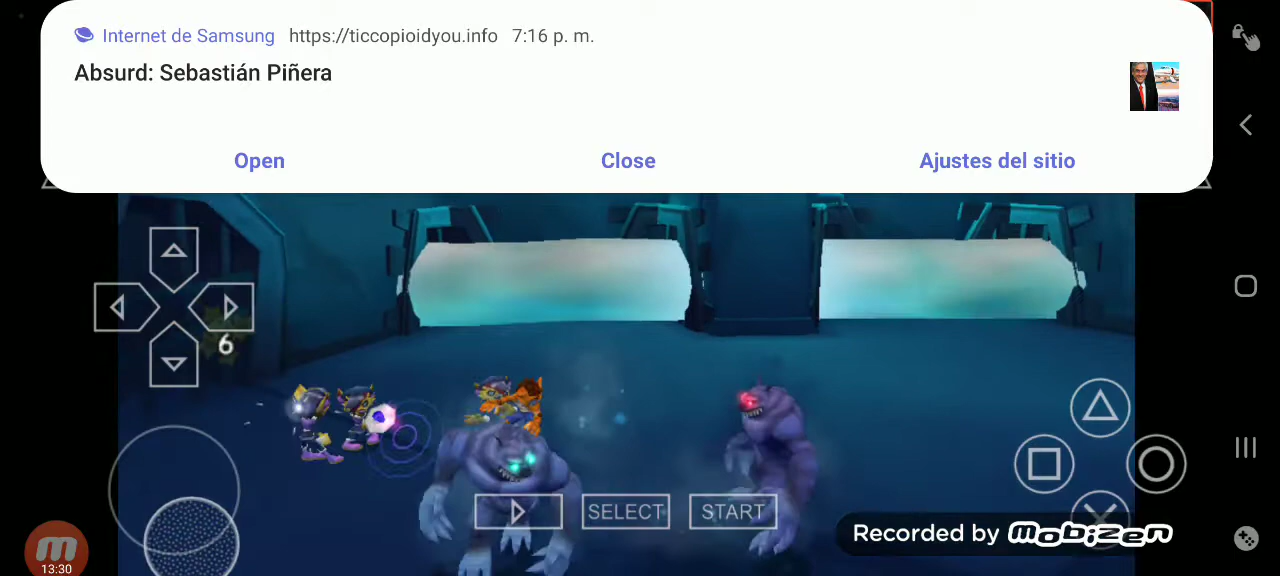 Internet de Samsung https://ticcopioidyou.info 7:16 p. m.
Absurd: Sebastián Piñera
Open Close Ajustes del sitio
6
SELECT START
Recorded by mobizen
13:30